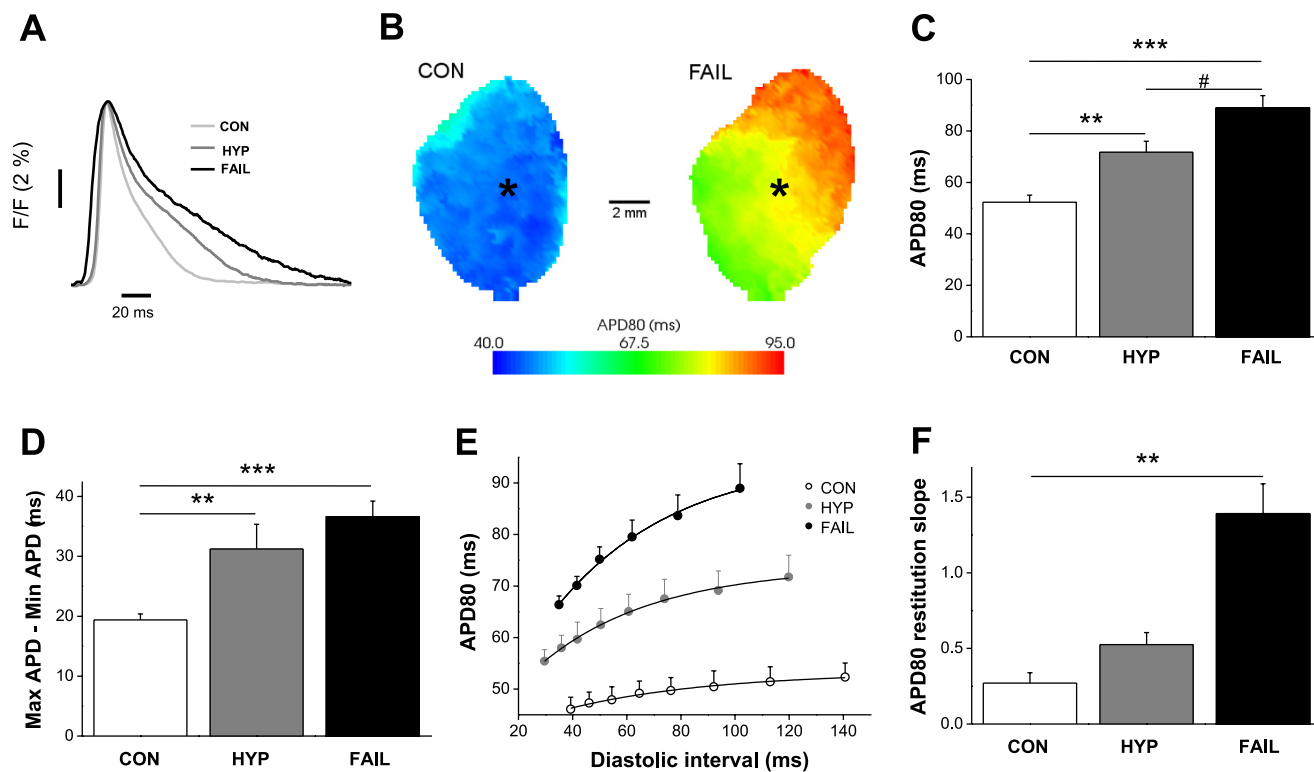 A
F/F (2 %)
CON
HYP
FAIL
20 ms
B
CON
FAIL
*
*
2 mm
APD80 (ms)
40.0 67.5 95.0
C
***
#
**
APD80 (ms)
100
80
60
40
20
0
CON HYP FAIL
D
***
**
Max APD - Min APD (ms)
40
30
20
10
0
CON HYP FAIL
E
CON
HYP
FAIL
APD80 (ms)
90
80
70
60
50
20 40 60 80 100 120 140
Diastolic interval (ms)
F
**
APD80 restitution slope
1.5
1.0
0.5
0.0
CON HYP FAIL